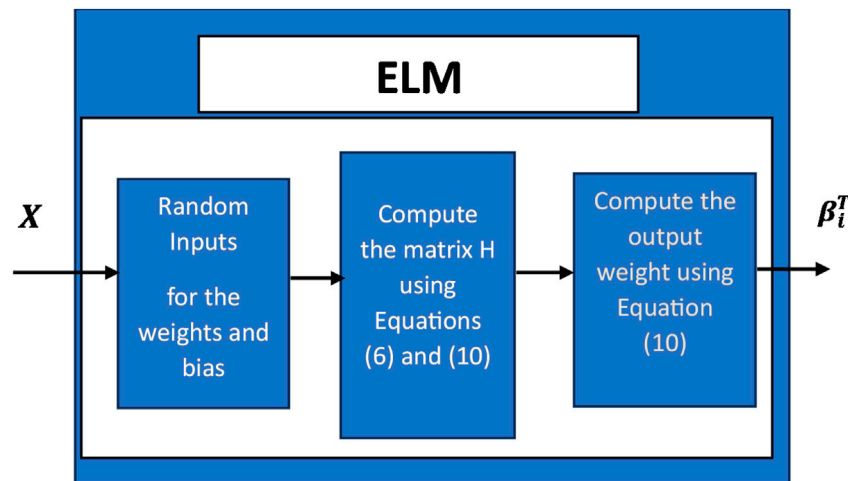 ELM
X
Random
Inputs
for the
weights and
bias
Compute
the matrix H
using
Equations
(6) and (10)
Compute the
output
weight using
Equation
(10)
βᵢᵀ